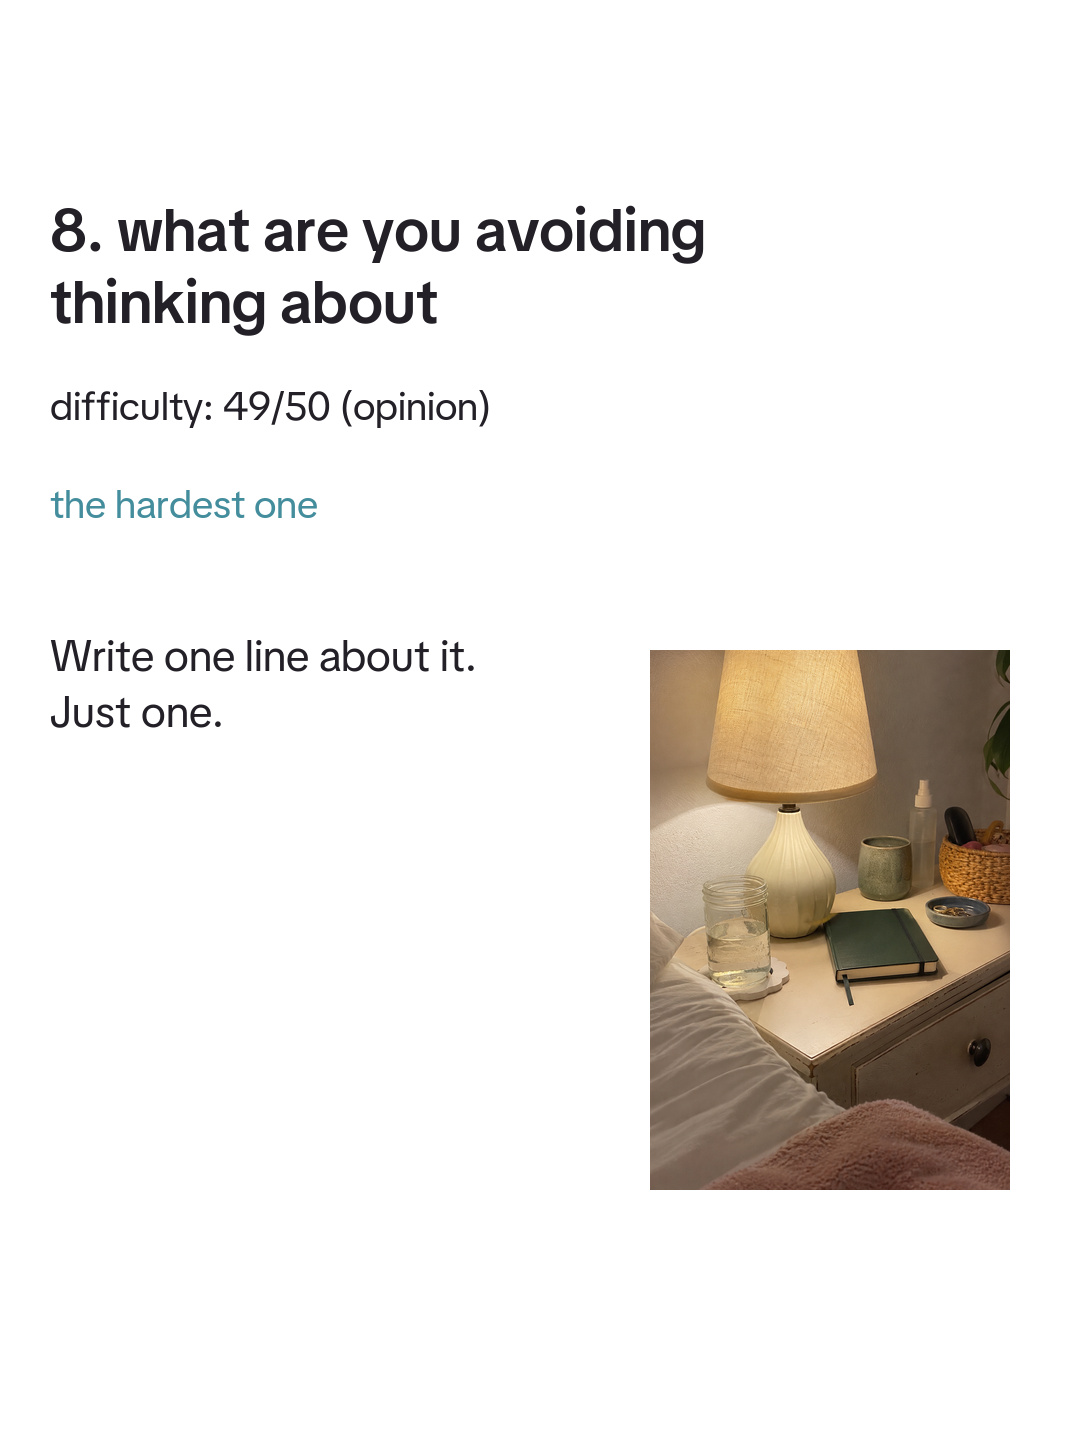 8. what are you avoiding
thinking about
difficulty: 49/50 (opinion)
the hardest one
Write one line about it.
Just one.